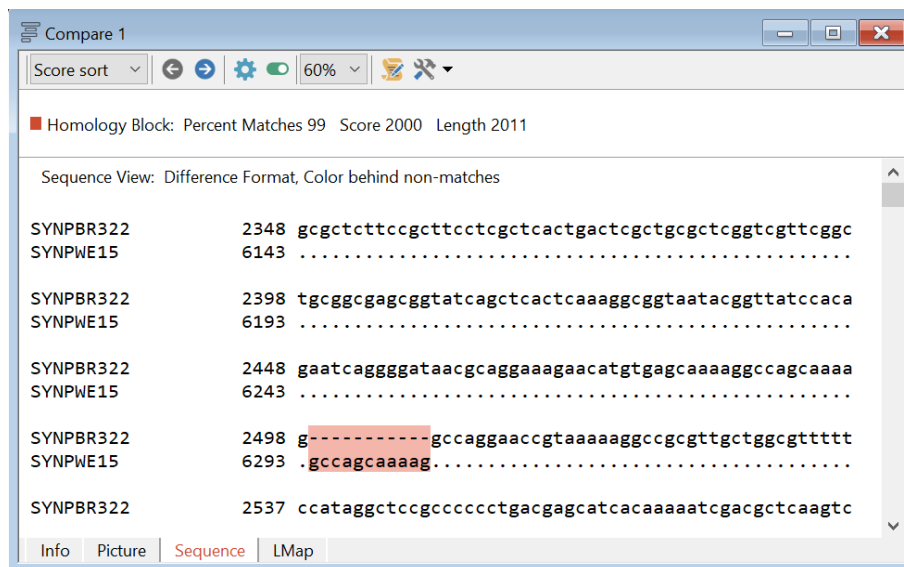 Compare 1
Score sort 60%
Homology Block: Percent Matches 99 Score 2000 Length 2011
Sequence View: Difference Format, Color behind non-matches
SYNPBR322 2348 gcgctcttccgcttcctcgctcactgactcgctgcgctcggtcgttcggc
SYNPWE15 6143 ..................................................
SYNPBR322 2398 tgcggcgagcggtatcagctcactcaaaggcggtaatacggttatccaca
SYNPWE15 6193 ..................................................
SYNPBR322 2448 gaatcaggggataacgcaggaaagaacatgtgagcaaaaggccagcaaaa
SYNPWE15 6243 ..................................................
SYNPBR322 2498 g-----------gccaggaaccgtaaaaaggccgcgttgctggcgttttt
SYNPWE15 6293 .gccagcaaaag......................................
SYNPBR322 2537 ccataggctccgcccccctgacgagcatcacaaaaatcgacgctcaagtc
Info Picture Sequence LMap